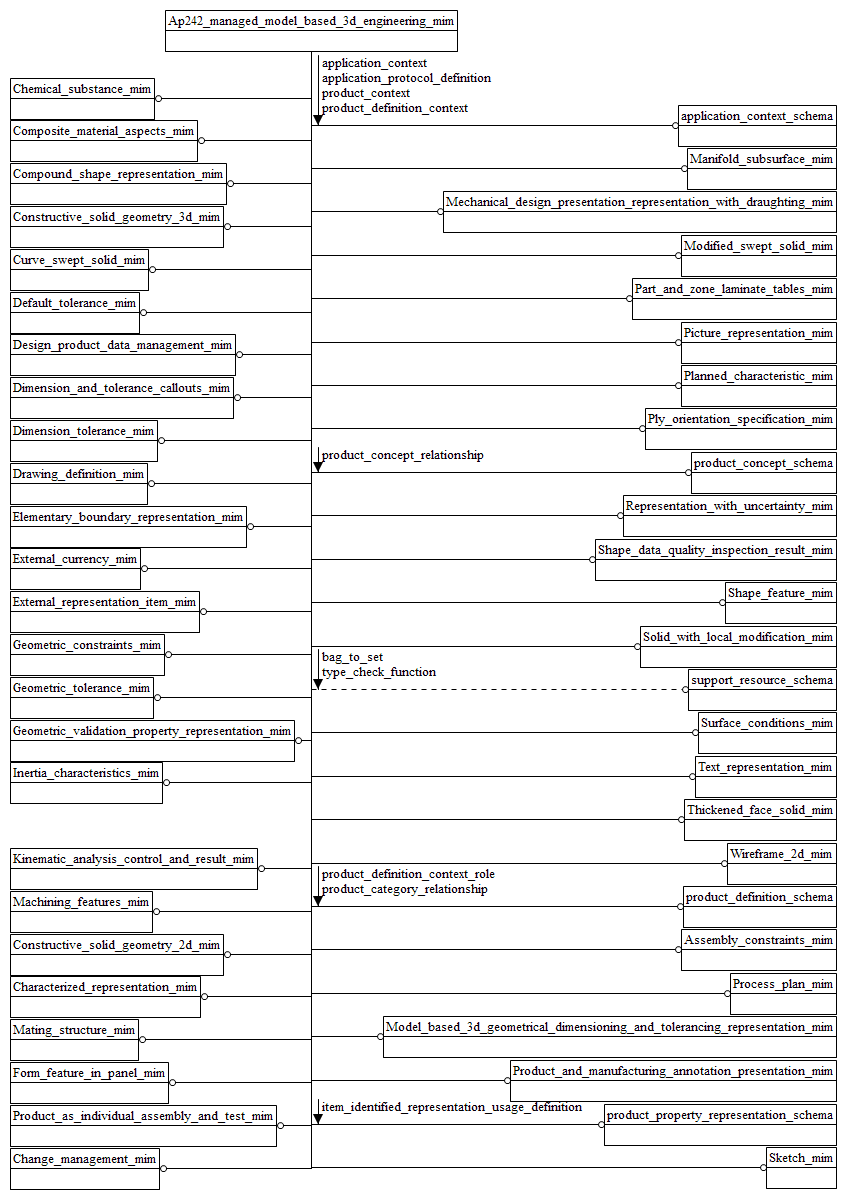 Ap242_managed_model_based_3d_engineering_mim
application_context
application_protocol_definition
product_context
product_definition_context
Chemical_substance_mim
application_context_schema
Composite_material_aspects_mim
Manifold_subsurface_mim
Compound_shape_representation_mim
Mechanical_design_presentation_representation_with_draughting_mim
Constructive_solid_geometry_3d_mim
Modified_swept_solid_mim
Curve_swept_solid_mim
Part_and_zone_laminate_tables_mim
Default_tolerance_mim
Picture_representation_mim
Design_product_data_management_mim
Planned_characteristic_mim
Dimension_and_tolerance_callouts_mim
Ply_orientation_specification_mim
Dimension_tolerance_mim
product_concept_relationship
product_concept_schema
Drawing_definition_mim
Representation_with_uncertainty_mim
Elementary_boundary_representation_mim
Shape_data_quality_inspection_result_mim
External_currency_mim
Shape_feature_mim
External_representation_item_mim
Solid_with_local_modification_mim
Geometric_constraints_mim
bag_to_set
type_check_function
support_resource_schema
Geometric_tolerance_mim
Surface_conditions_mim
Geometric_validation_property_representation_mim
Text_representation_mim
Inertia_characteristics_mim
Thickened_face_solid_mim
Wireframe_2d_mim
Kinematic_analysis_control_and_result_mim
product_definition_context_role
product_category_relationship
product_definition_schema
Machining_features_mim
Assembly_constraints_mim
Constructive_solid_geometry_2d_mim
Process_plan_mim
Characterized_representation_mim
Model_based_3d_geometrical_dimensioning_and_tolerancing_representation_mim
Mating_structure_mim
Product_and_manufacturing_annotation_presentation_mim
Form_feature_in_panel_mim
item_identified_representation_usage_definition
product_property_representation_schema
Product_as_individual_assembly_and_test_mim
Sketch_mim
Change_management_mim